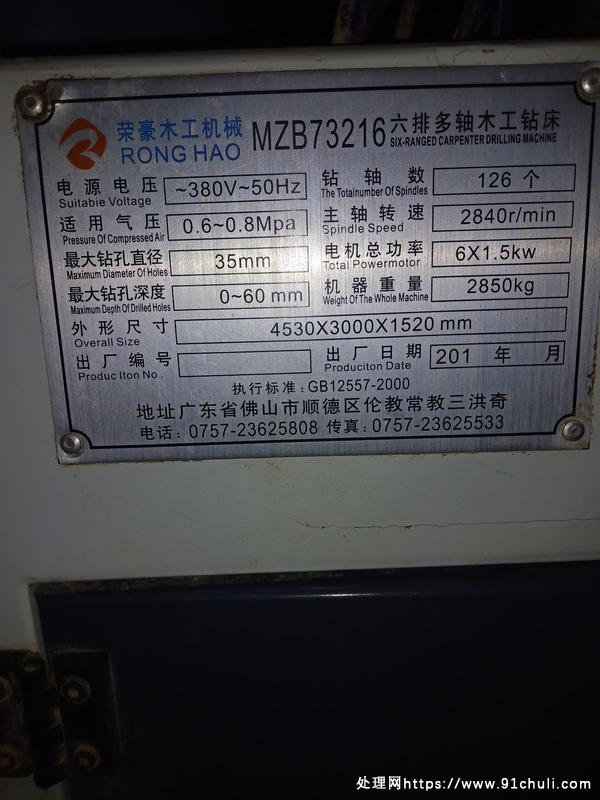 荣豪木工机械 MZB73216 六排多轴木工钻床
RONG HAO SIX-RANGED CARPENTER DRILLING MACHINE
电源电压 ~380V~50Hz 钻轴数 126个
Suitabie Voltage The Totalnumber Of Spindles
适用气压 0.6~0.8Mpa 主轴转速 2840r/min
Pressure Of Compressed Air Spindle Speed
最大钻孔直径 35mm 电机总功率 6X1.5kw
Maximum Diameter Of Holes Total Powermotor
最大钻孔深度 0~60mm 机器重量 2850kg
Maximum Depth Of Drilled Holes Weight Of The Whole Machine
外形尺寸 4530X3000X1520 mm
Overall Size
出厂编号 出厂日期 201 年 月
Produc Iton No. Produciton Date
执行标准:GB12557-2000
地址广东省佛山市顺德区伦教常教三洪奇
电话:0757-23625808 传真:0757-23625533
处理网https://www.91chuli.com/